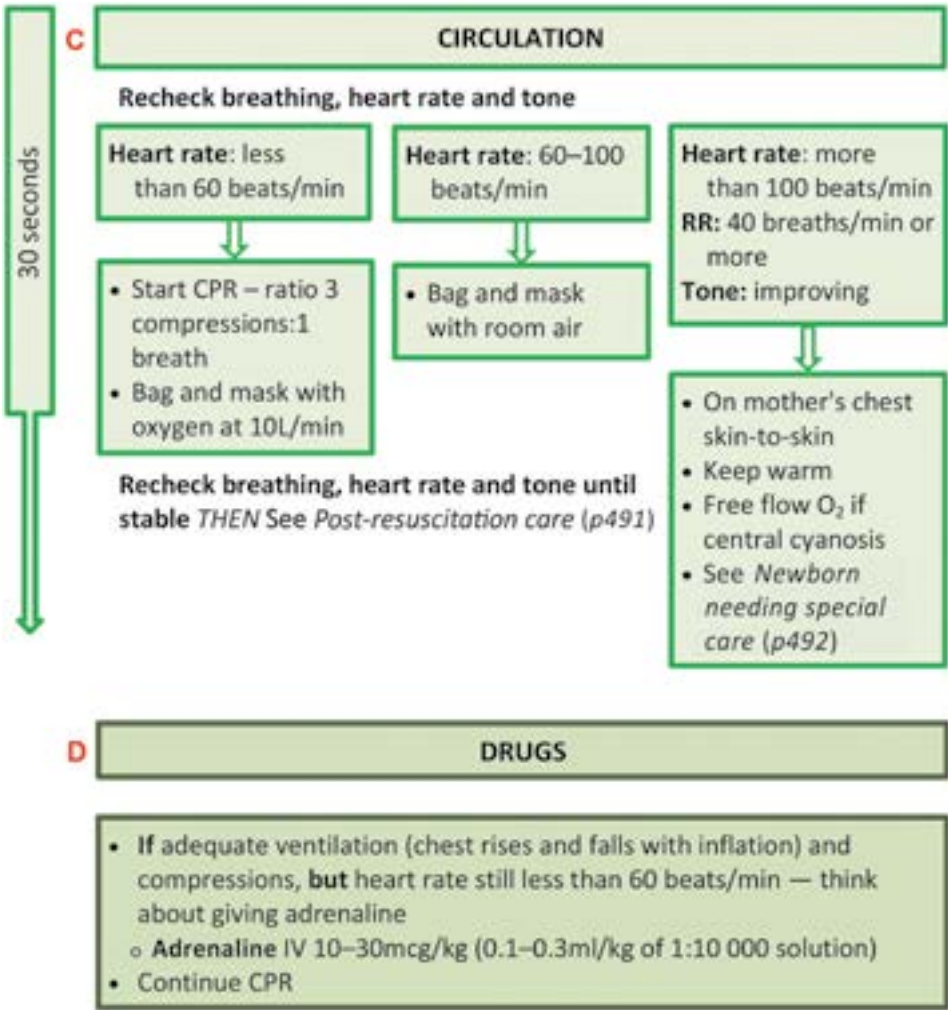 30 seconds
C
CIRCULATION
Recheck breathing, heart rate and tone
Heart rate: less
than 60 beats/min
• Start CPR – ratio 3
compressions:1
breath
• Bag and mask with
oxygen at 10L/min
Heart rate: 60–100
beats/min
• Bag and mask
with room air
Heart rate: more
than 100 beats/min
RR: 40 breaths/min or
more
Tone: improving
• On mother's chest
skin-to-skin
• Keep warm
• Free flow O₂ if
central cyanosis
• See Newborn
needing special
care (p492)
Recheck breathing, heart rate and tone until
stable THEN See Post-resuscitation care (p491)
D
DRUGS
• If adequate ventilation (chest rises and falls with inflation) and
compressions, but heart rate still less than 60 beats/min — think
about giving adrenaline
o Adrenaline IV 10–30mcg/kg (0.1–0.3ml/kg of 1:10 000 solution)
• Continue CPR